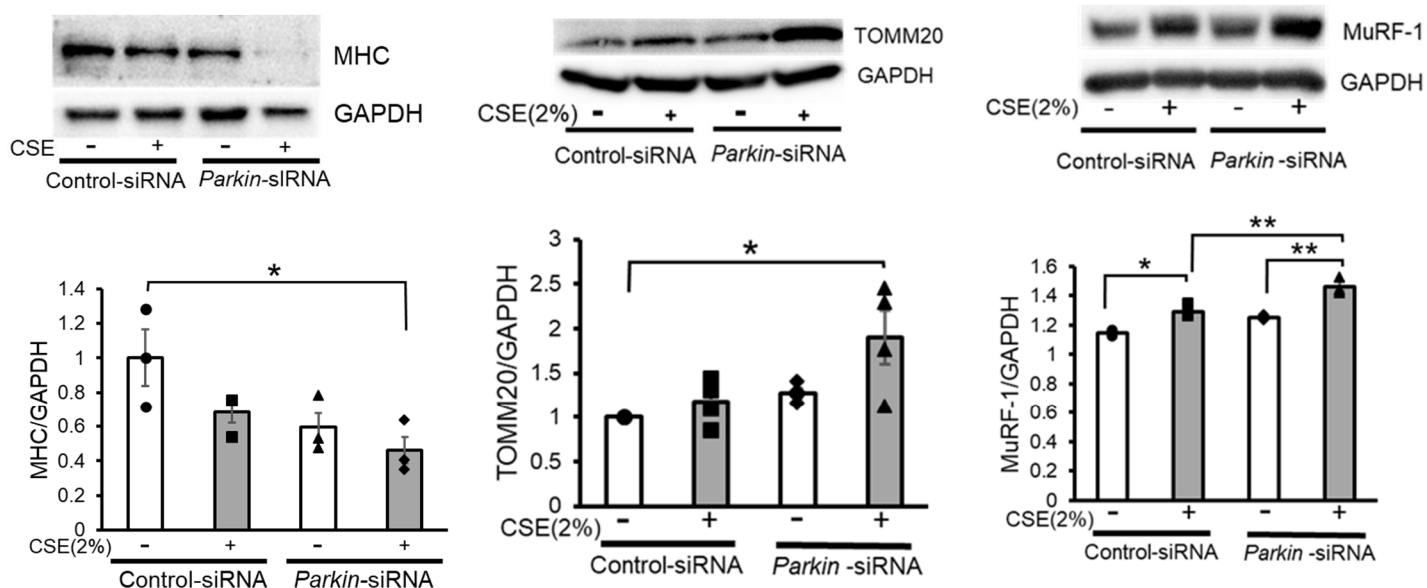 MHC
GAPDH
CSE - +  - +
Control-siRNA Parkin-sIRNA
TOMM20
GAPDH
CSE(2%) - + - +
Control-siRNA Parkin-siRNA
MuRF-1
GAPDH
CSE(2%) - + - +
Control-siRNA Parkin -siRNA
*
MHC/GAPDH
1.4
1.2
1
0.8
0.6
0.4
0.2
0
CSE(2%) - + - +
Control-siRNA Parkin-siRNA
*
TOMM20/GAPDH
3
2.5
2
1.5
1
0.5
0
CSE(2%) - + - +
Control-siRNA Parkin -siRNA
**
* **
MuRF-1/GAPDH
1.6
1.4
1.2
1
0.8
0.6
0.4
0.2
0
CSE(2%) - + - +
Control-siRNA Parkin -siRNA